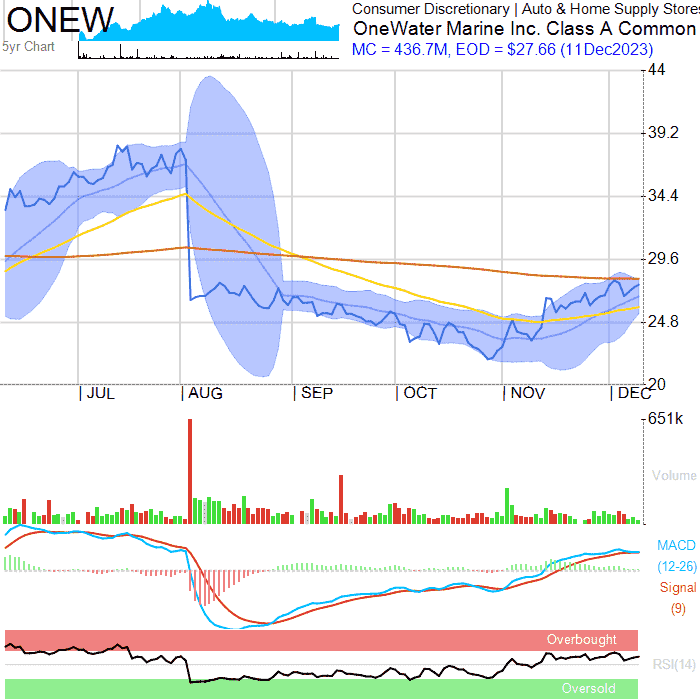 ONEW
5yr Chart
Consumer Discretionary | Auto & Home Supply Stores
OneWater Marine Inc. Class A Common
MC = 436.7M, EOD = $27.66 (11Dec2023)
44
39.2
34.4
29.6
24.8
20
JUL
AUG
SEP
OCT
NOV
DEC
651k
Volume
MACD
(12-26)
Signal
(9)
Overbought
RSI(14)
Oversold